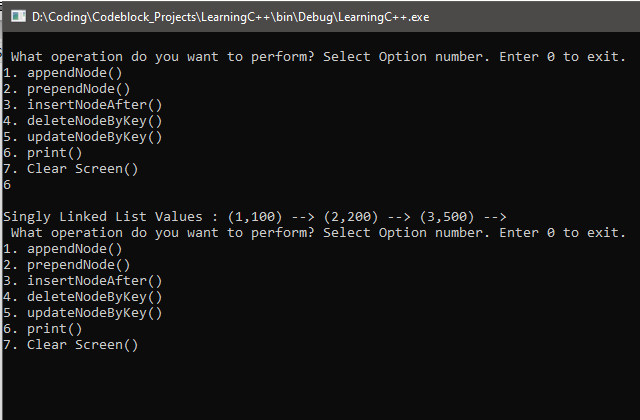 D:\Coding\Codeblock_Projects\LearningC++\bin\Debug\LearningC++.exe
What operation do you want to perform? Select Option number. Enter 0 to exit.
1. appendNode()
2. prependNode()
3. insertNodeAfter()
4. deleteNodeByKey()
5. updateNodeByKey()
6. print()
7. Clear Screen()
6
Singly Linked List Values : (1,100) --> (2,200) --> (3,500) -->
What operation do you want to perform? Select Option number. Enter 0 to exit.
1. appendNode()
2. prependNode()
3. insertNodeAfter()
4. deleteNodeByKey()
5. updateNodeByKey()
6. print()
7. Clear Screen()